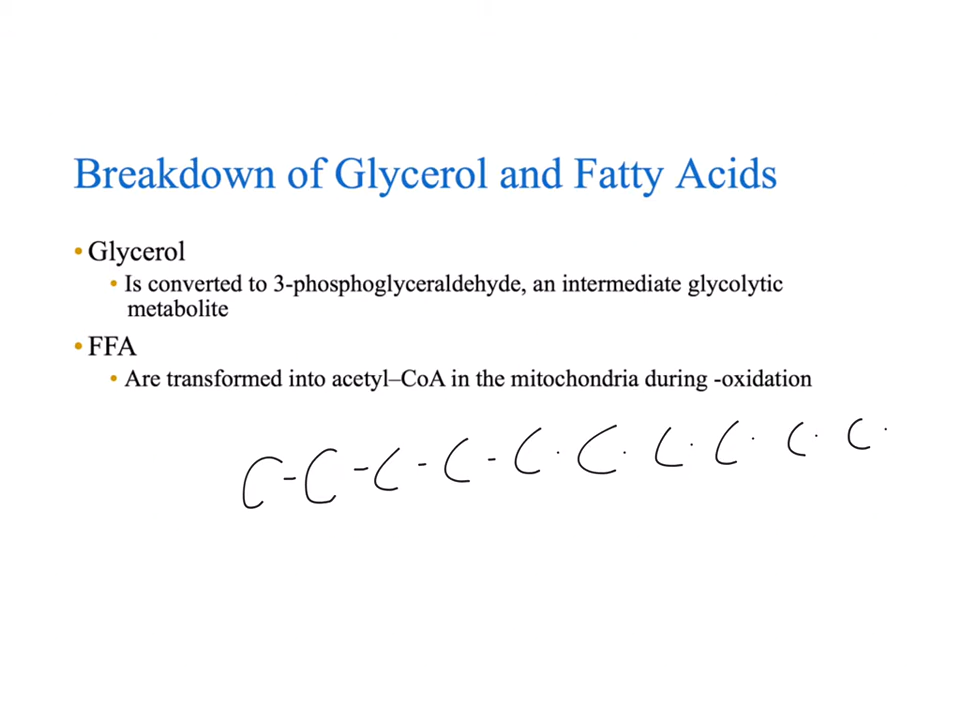 Breakdown of Glycerol and Fatty Acids
• Glycerol
• Is converted to 3-phosphoglyceraldehyde, an intermediate glycolytic
metabolite
• FFA
• Are transformed into acetyl–CoA in the mitochondria during -oxidation
C-C-C-C-C·C·C·C·C·C·